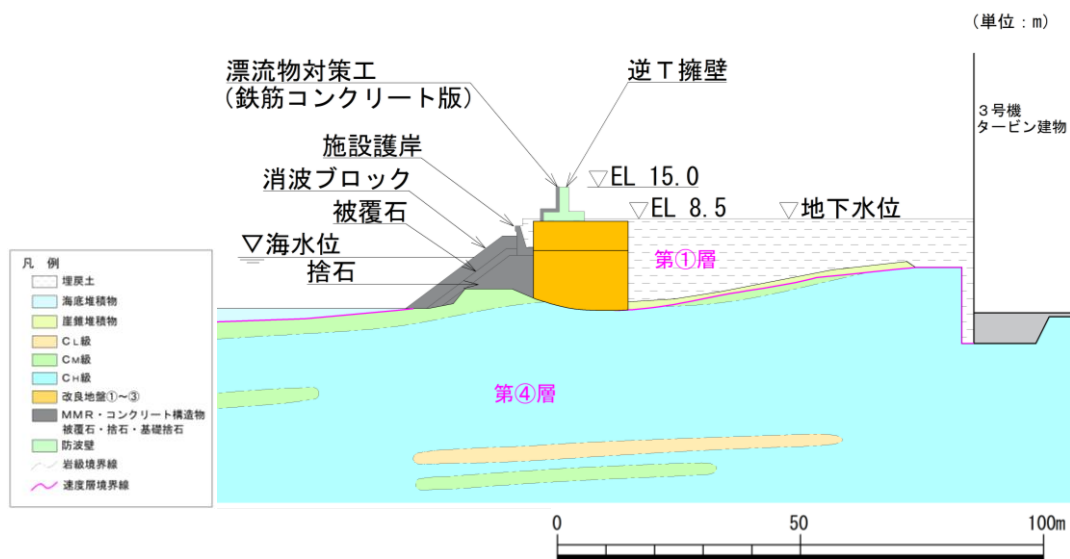 (単位:m)
漂流物対策工
(鉄筋コンクリート版)
逆T擁壁
3号機
タービン建物
施設護岸
消波ブロック
▽EL 15.0
被覆石
▽EL 8.5
▽地下水位
▽海水位
捨石
第①層
第④層
凡 例
埋戻土
海底堆積物
崖錐堆積物
CL級
CM級
CH級
改良地盤①~③
MMR・コンクリート構造物
被覆石・捨石・基礎捨石
防波壁
岩級境界線
速度層境界線
0 50 100m